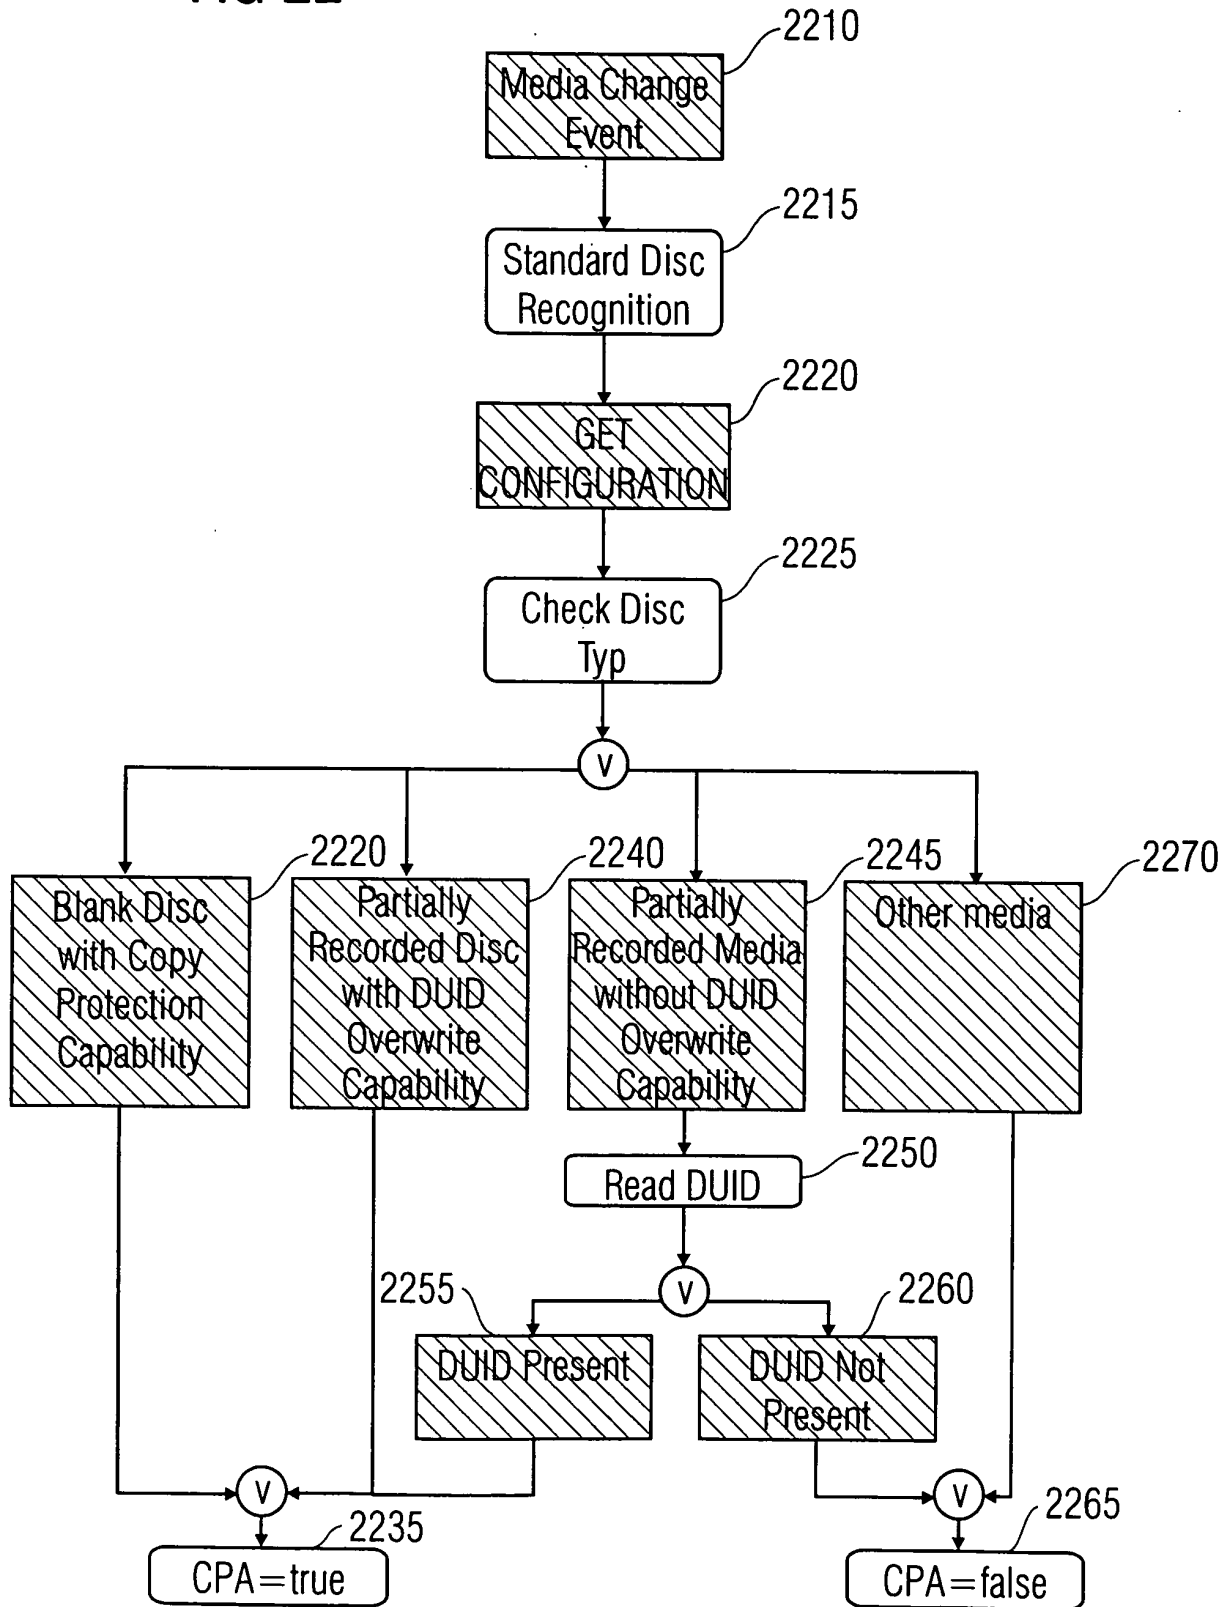 2210
Media Change
Event
2215
Standard Disc
Recognition
2220
GET
CONFIGURATION
2225
Check Disc
Typ
V
2220
Blank Disc
with Copy
Protection
Capability
2240
Partially
Recorded Disc
with DUID
Overwrite
Capability
2245
Partially
Recorded Media
without DUID
Overwrite
Capability
2270
Other media
2250
Read DUID
V
2255
DUID Present
2260
DUID Not
Present
V
2235
CPA=true
V
2265
CPA=false